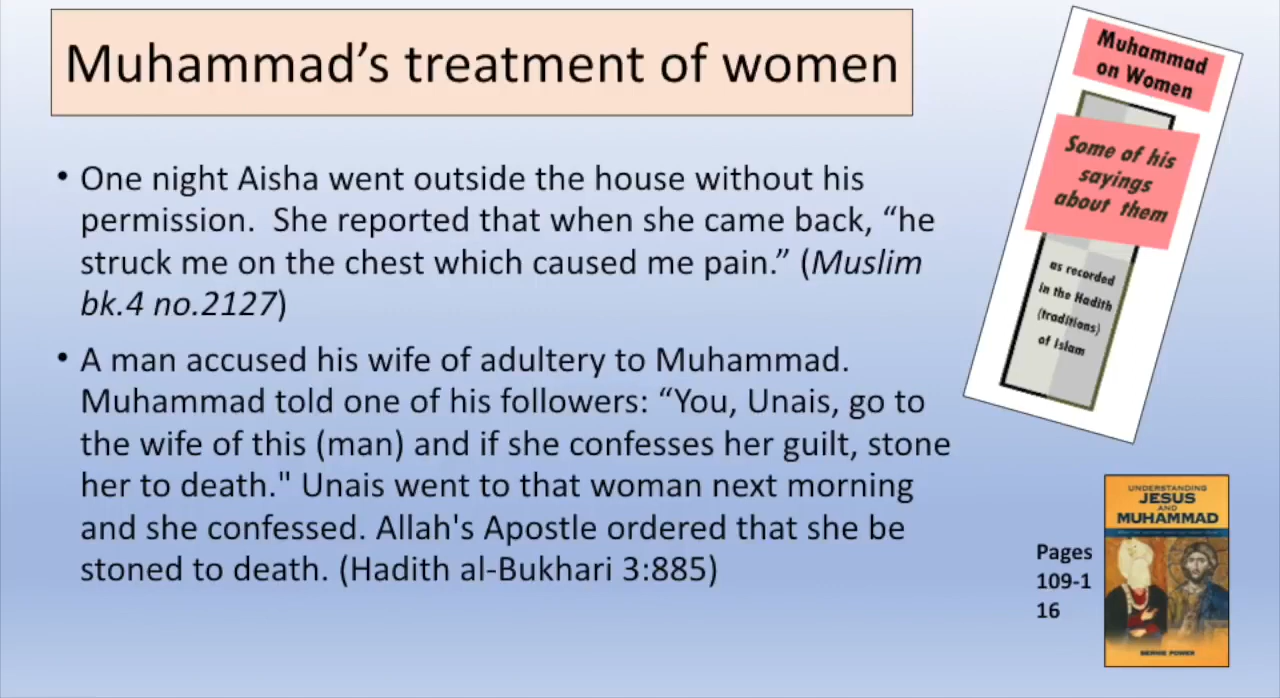 Muhammad’s treatment of women
• One night Aisha went outside the house without his
permission.  She reported that when she came back, “he
struck me on the chest which caused me pain.” (Muslim
bk.4 no.2127)
• A man accused his wife of adultery to Muhammad.
Muhammad told one of his followers: “You, Unais, go to
the wife of this (man) and if she confesses her guilt, stone
her to death." Unais went to that woman next morning
and she confessed. Allah's Apostle ordered that she be
stoned to death. (Hadith al-Bukhari 3:885)
Muhammad
on Women
Some of his
sayings
about them
as recorded
in the Hadith
(traditions)
of Islam
Pages
109-1
16
UNDERSTANDING
JESUS
AND
MUHAMMAD
BERNIE POWER